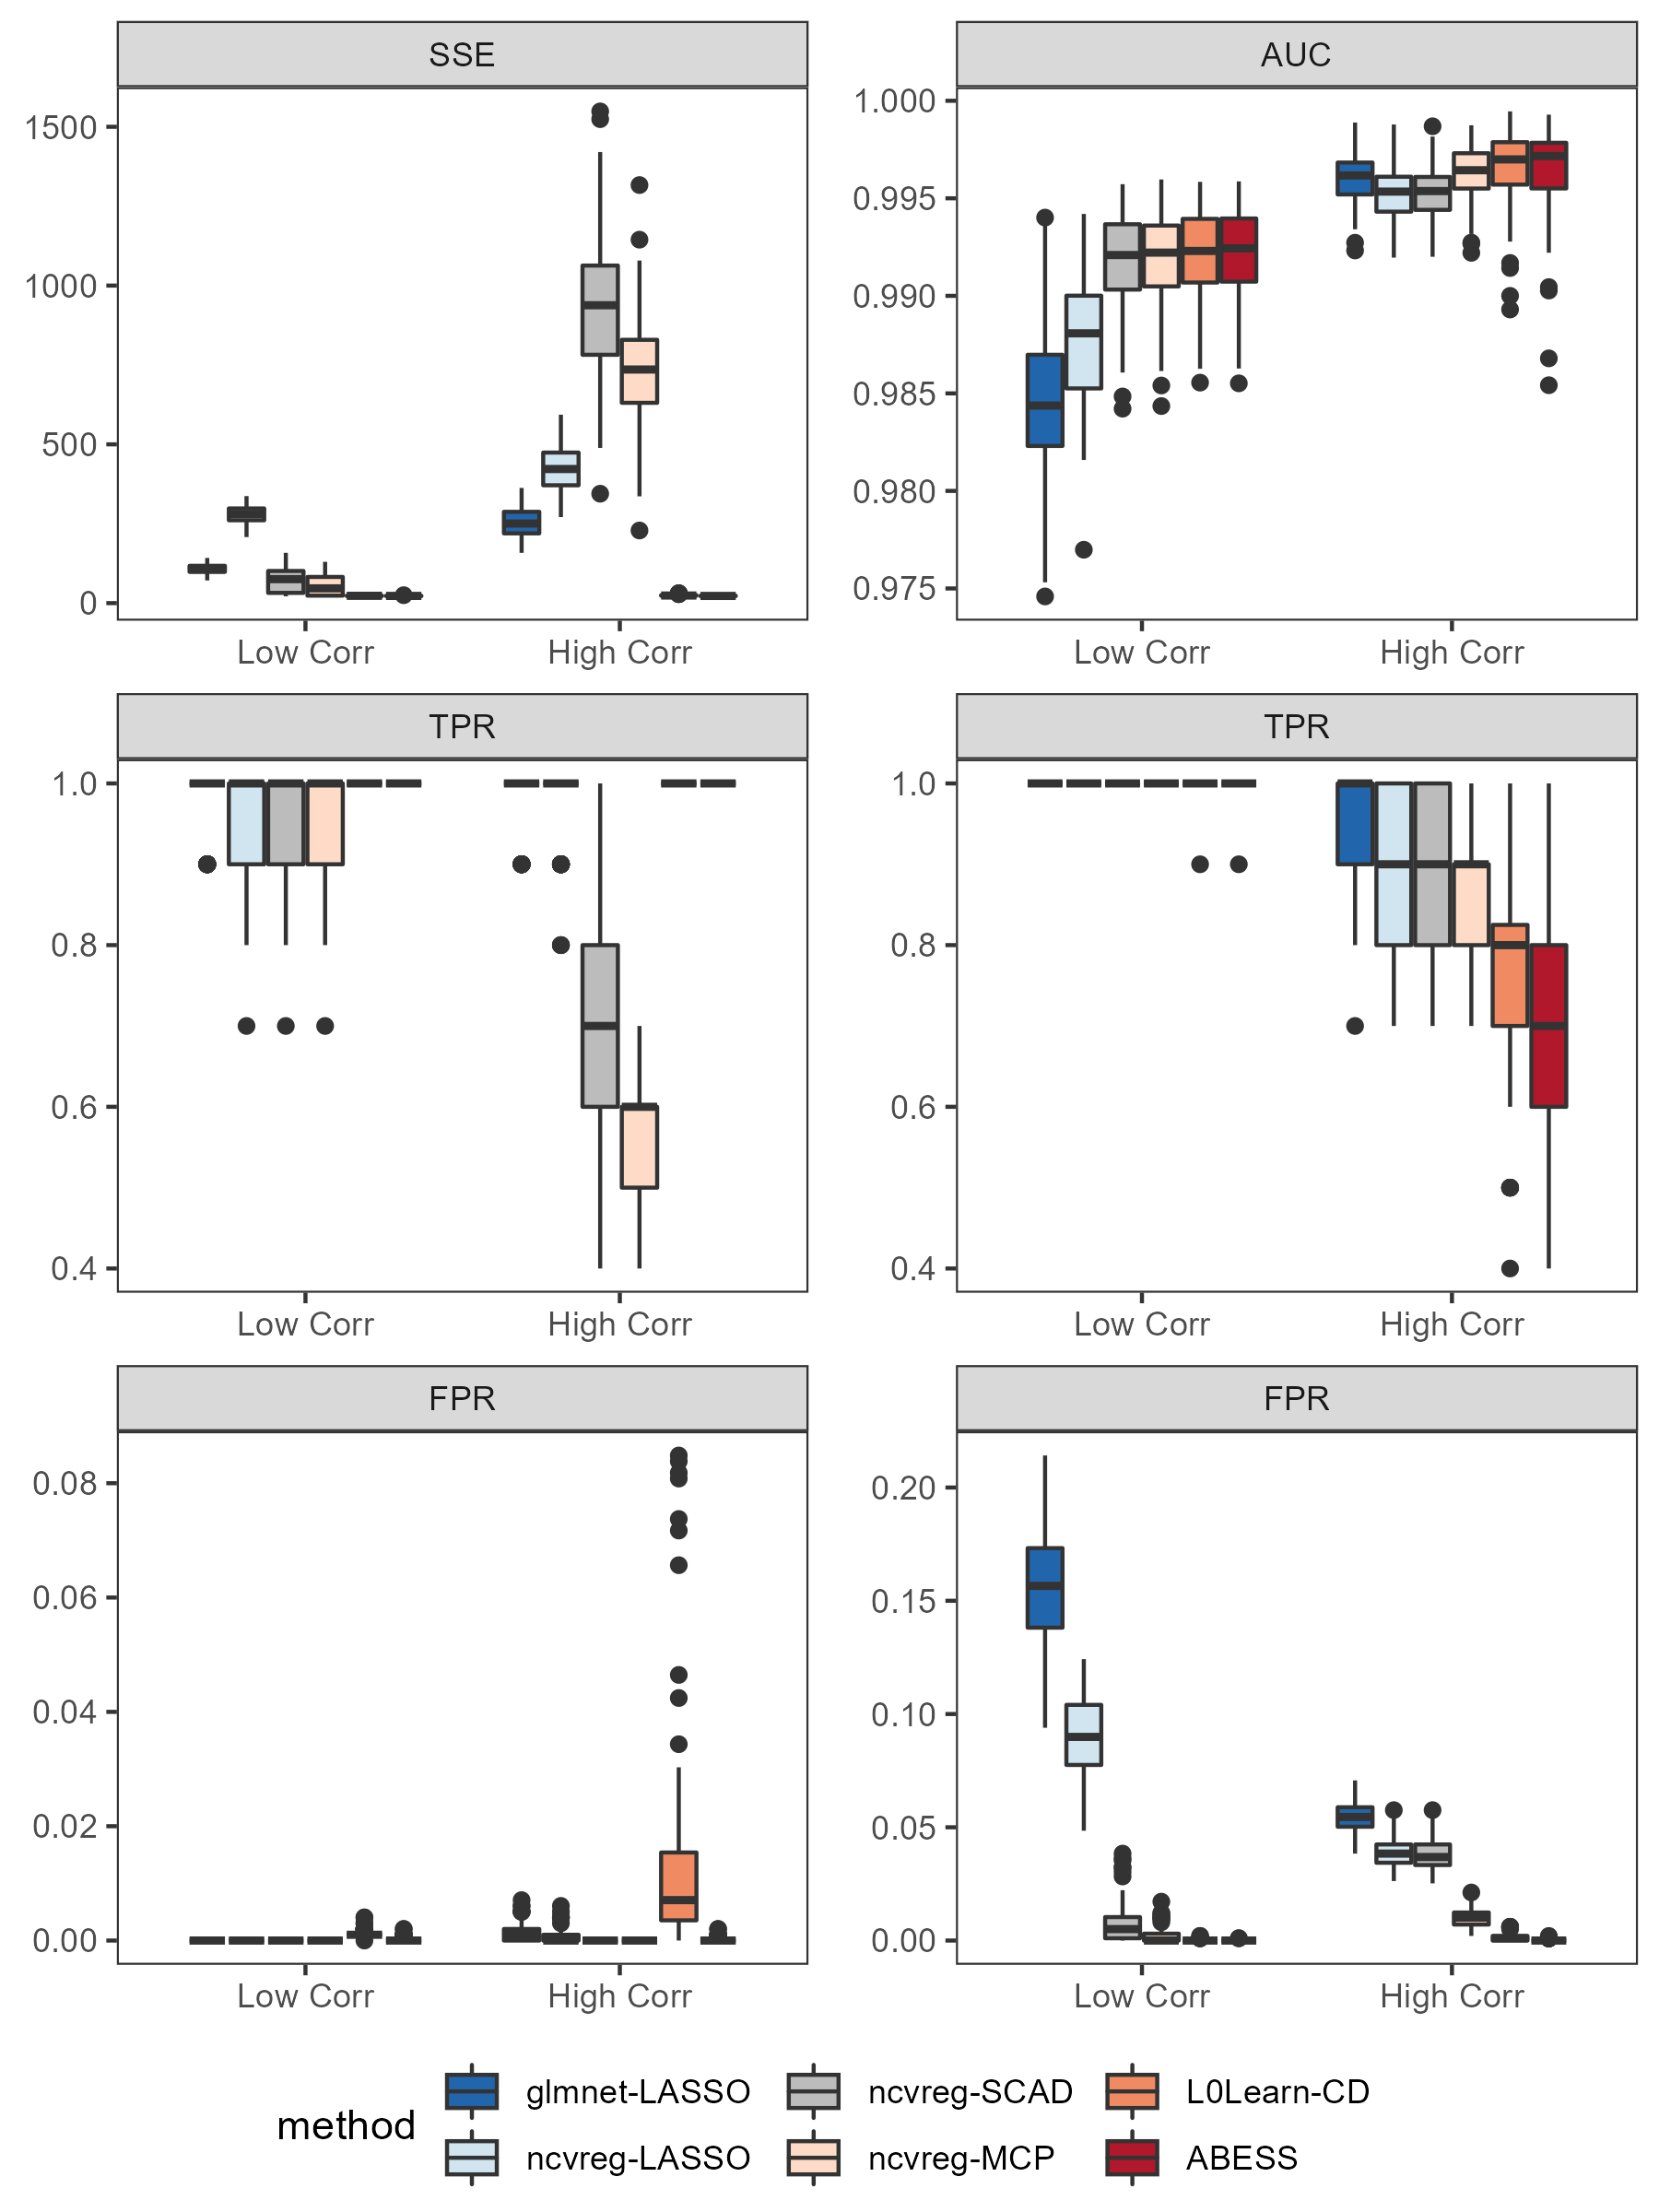 SSE
AUC
1500
1000
500
0
Low Corr
High Corr
1.000
0.995
0.990
0.985
0.980
0.975
Low Corr
High Corr
TPR
TPR
1.0
0.8
0.6
0.4
Low Corr
High Corr
1.0
0.8
0.6
0.4
Low Corr
High Corr
FPR
FPR
0.08
0.06
0.04
0.02
0.00
Low Corr
High Corr
0.20
0.15
0.10
0.05
0.00
Low Corr
High Corr
method
glmnet-LASSO
ncvreg-SCAD
L0Learn-CD
ncvreg-LASSO
ncvreg-MCP
ABESS